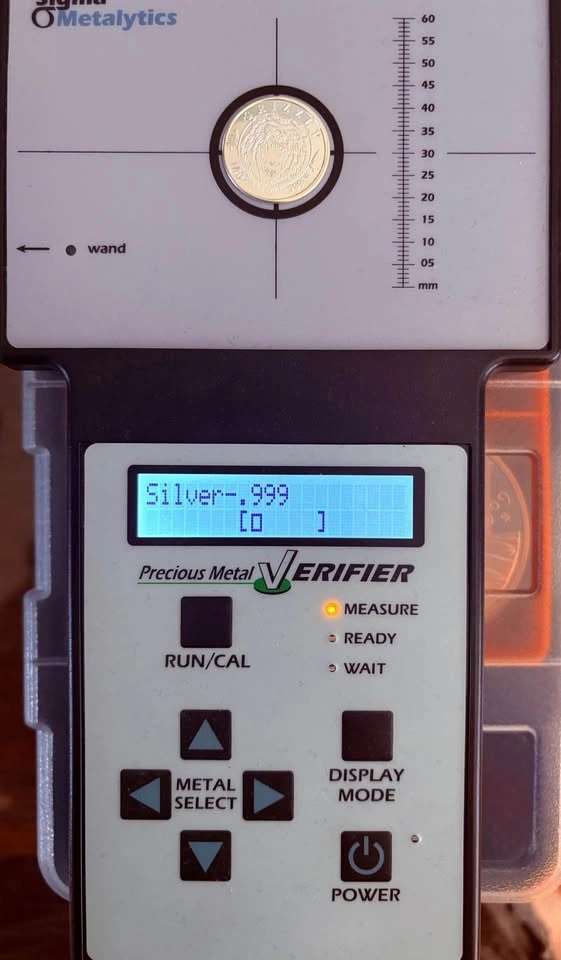 Sigma
Metalytics
GRIZZLY
60
55
50
45
40
35
30
25
20
15
10
05
mm
wand
Silver-.999
[□    ]
Precious Metal VERIFIER
MEASURE
READY
WAIT
RUN/CAL
METAL
SELECT
DISPLAY
MODE
POWER